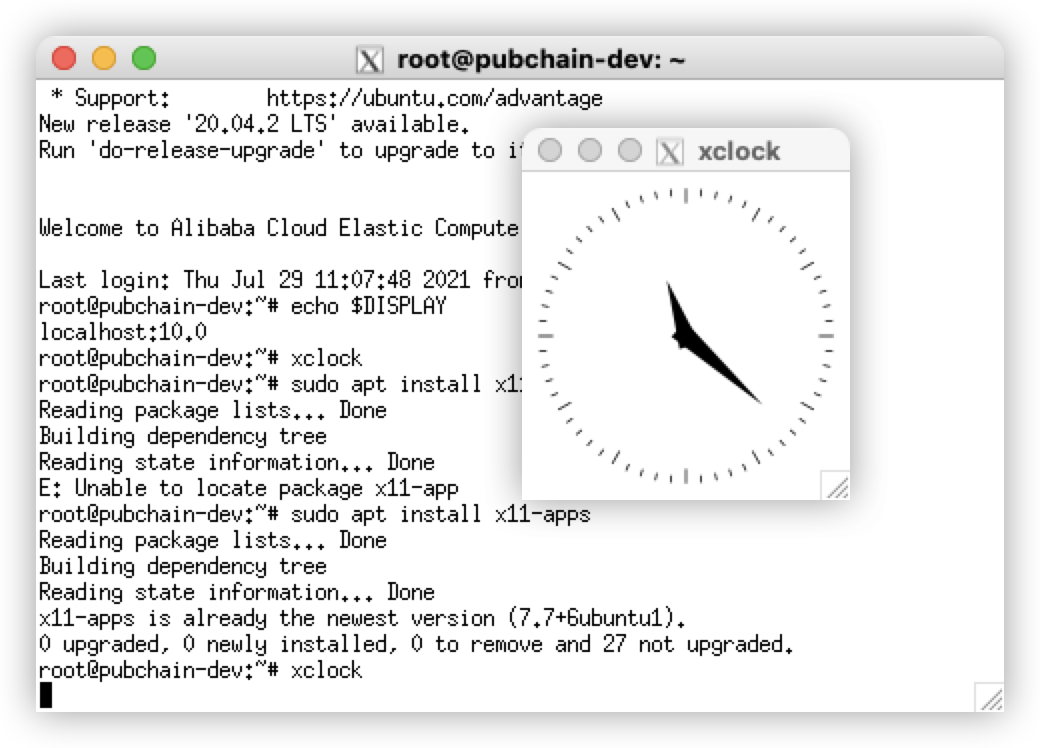 root@pubchain-dev: ~
 * Support:        https://ubuntu.com/advantage
New release '20.04.2 LTS' available.
Run 'do-release-upgrade' to upgrade to
xclock
Welcome to Alibaba Cloud Elastic Compute
Last login: Thu Jul 29 11:07:48 2021
root@pubchain-dev:~# echo $DISPLAY
localhost:10.0
root@pubchain-dev:~# xclock
root@pubchain-dev:~# sudo apt install
Reading package lists... Done
Building dependency tree
Reading state information... Done
E: Unable to locate package x11-app
root@pubchain-dev:~# sudo apt install x11-apps
Reading package lists... Done
Building dependency tree
Reading state information... Done
x11-apps is already the newest version (7.7+6ubuntu1).
0 upgraded, 0 newly installed, 0 to remove and 27 not upgraded.
root@pubchain-dev:~# xclock